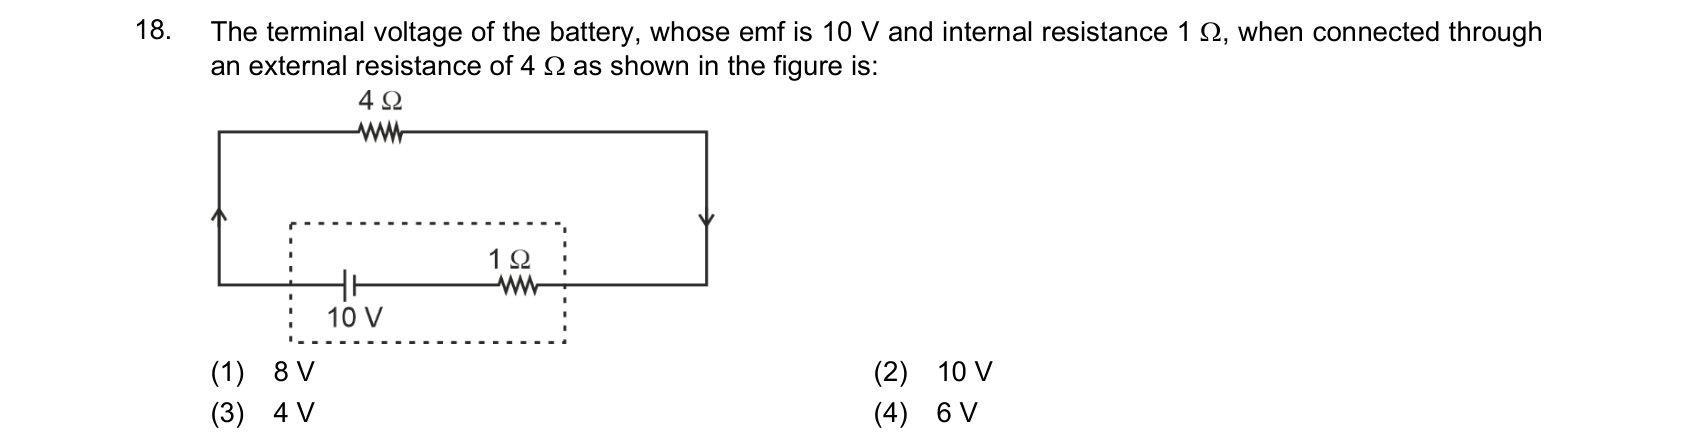 18. The terminal voltage of the battery, whose emf is 10 V and internal resistance 1 Ω, when connected through
an external resistance of 4 Ω as shown in the figure is:
4 Ω
1 Ω
10 V
(1) 8 V (2) 10 V
(3) 4 V (4) 6 V